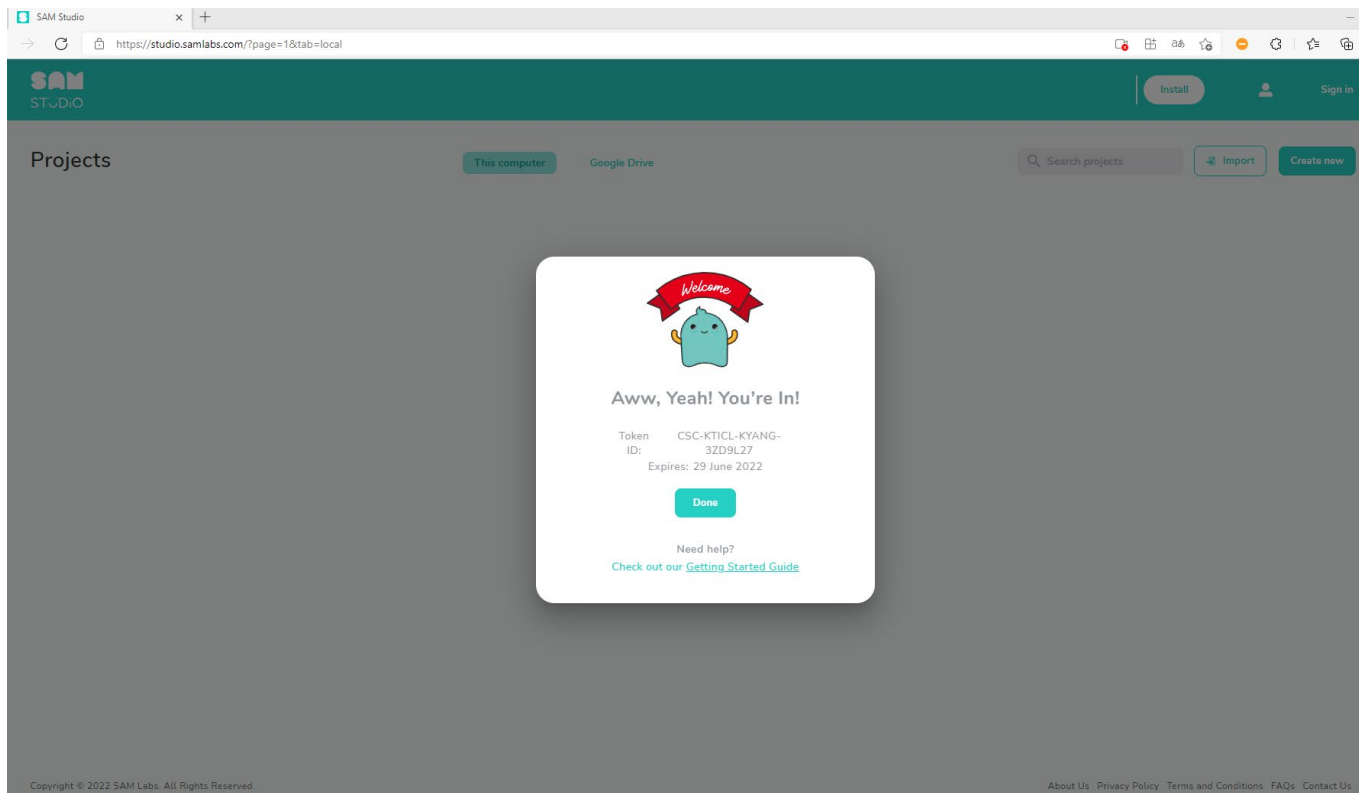 SAM Studio
https://studio.samlabs.com/?page=1&tab=local
SAM
STUDIO
Install
Sign in
Projects
This computer
Google Drive
Search projects
Import
Create new
Welcome
Aww, Yeah! You're In!
Token CSC-KTICL-KYANG-
ID: 3ZD9L27
Expires: 29 June 2022
Done
Need help?
Check out our Getting Started Guide
Copyright © 2022 SAM Labs. All Rights Reserved.
About Us Privacy Policy Terms and Conditions FAQs Contact Us